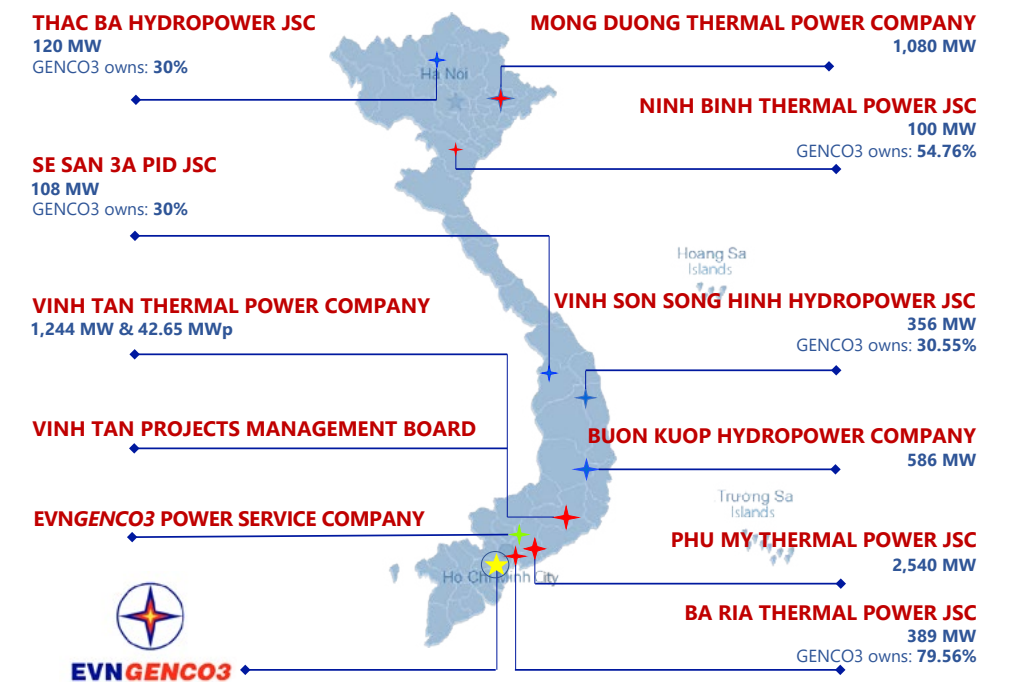 THAC BA HYDROPOWER JSC
120 MW
GENCO3 owns: 30%
MONG DUONG THERMAL POWER COMPANY
1,080 MW
Ha Noi
NINH BINH THERMAL POWER JSC
100 MW
GENCO3 owns: 54.76%
SE SAN 3A PID JSC
108 MW
GENCO3 owns: 30%
Hoang Sa
Islands
VINH TAN THERMAL POWER COMPANY
1,244 MW & 42.65 MWp
VINH SON SONG HINH HYDROPOWER JSC
356 MW
GENCO3 owns: 30.55%
VINH TAN PROJECTS MANAGEMENT BOARD
BUON KUOP HYDROPOWER COMPANY
586 MW
Truong Sa
Islands
EVNGENCO3 POWER SERVICE COMPANY
PHU MY THERMAL POWER JSC
2,540 MW
Ho Chi Minh City
BA RIA THERMAL POWER JSC
389 MW
GENCO3 owns: 79.56%
EVNGENCO3